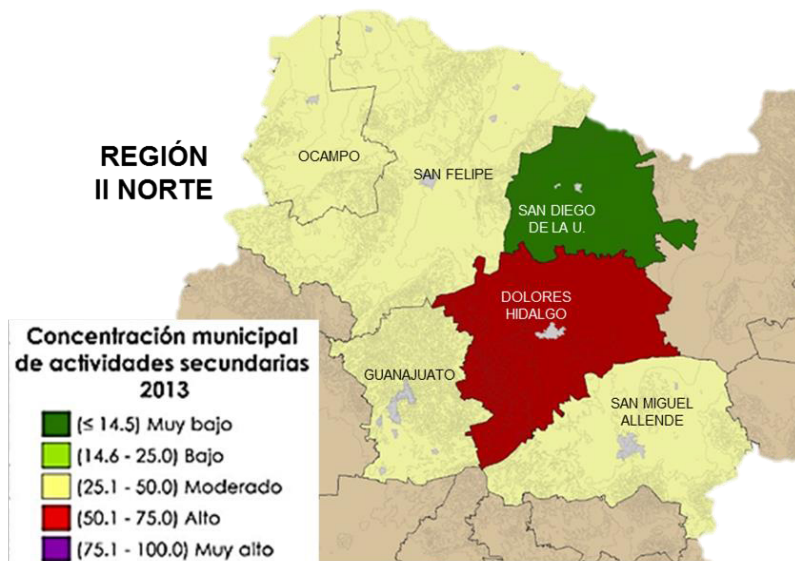 REGIÓN
II NORTE
OCAMPO
SAN FELIPE
SAN DIEGO
DE LA U.
DOLORES
HIDALGO
GUANAJUATO
SAN MIGUEL
ALLENDE
Concentración municipal
de actividades secundarias
2013
(≤ 14.5) Muy bajo
(14.6 - 25.0) Bajo
(25.1 - 50.0) Moderado
(50.1 - 75.0) Alto
(75.1 - 100.0) Muy alto